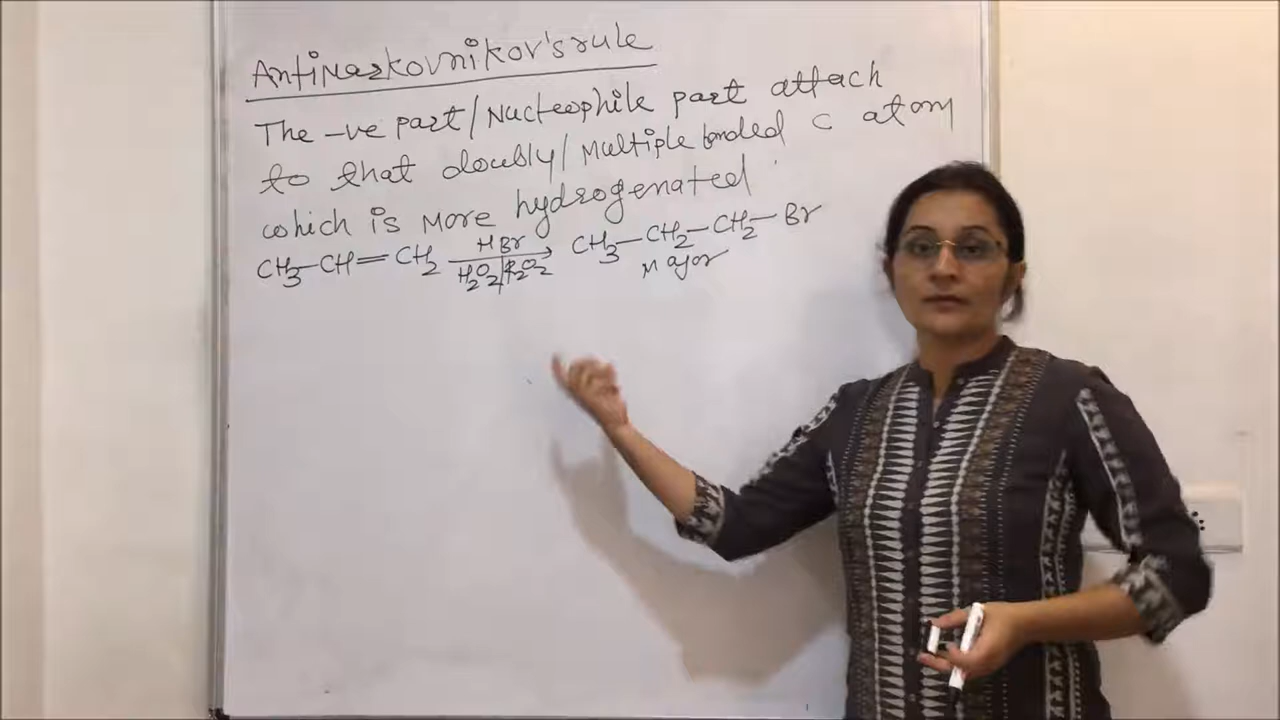 AntiMarkovnikov's rule
The -ve part/Nucleophile part attach
to that doubly/Multiple bonded C atom
which is More hydrogenated
CH3-CH=CH2 HBr H2O2/R2O2 → CH3-CH2-CH2-Br
Major